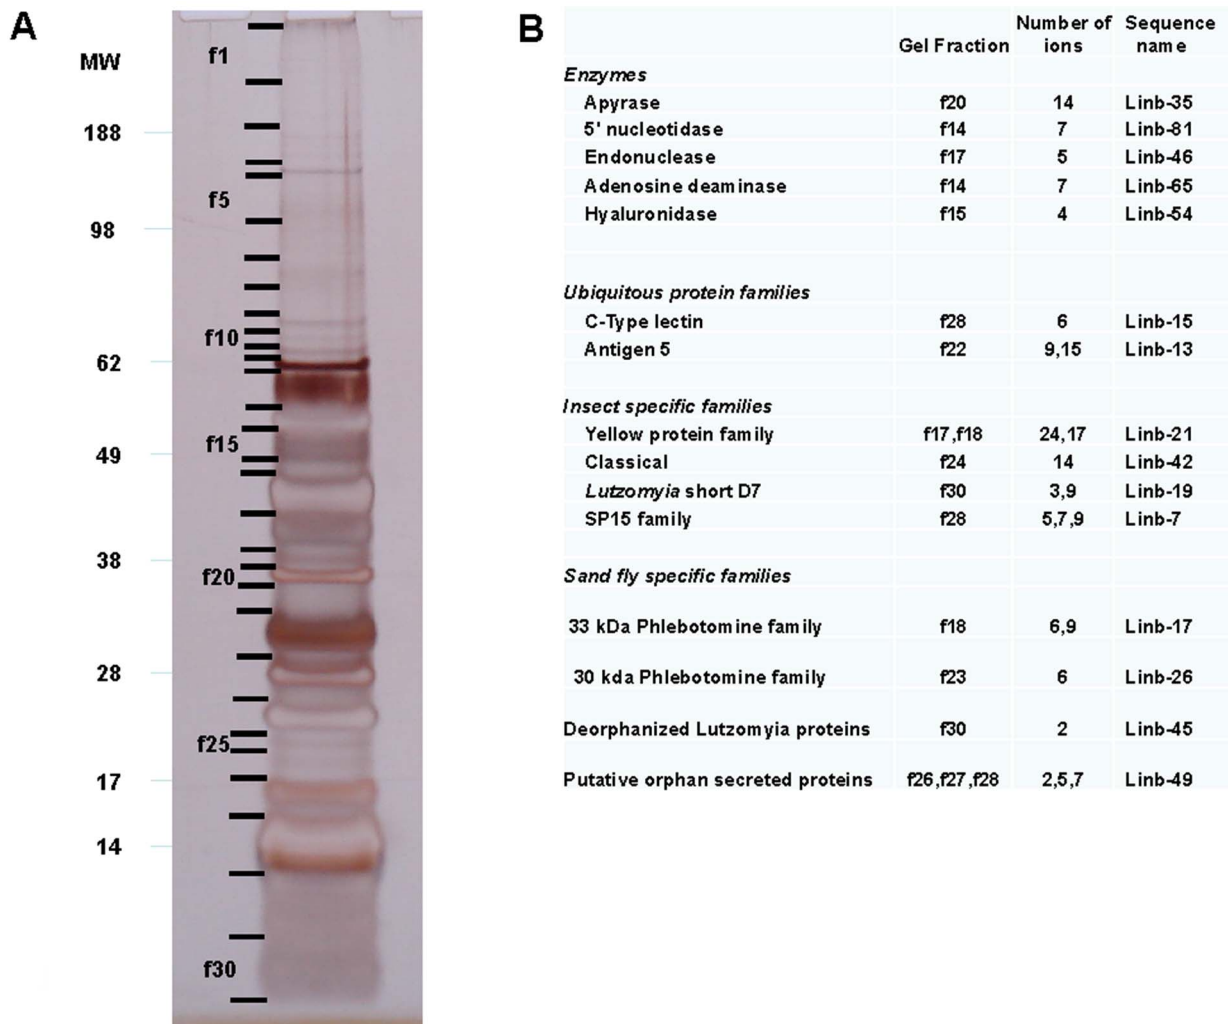 A
MW
188
98
62
49
38
28
17
14
f1
f5
f10
f15
f20
f25
f30
B
Gel Fraction Number of ions Sequence name
Enzymes
Apyrase f20 14 Linb-35
5' nucleotidase f14 7 Linb-81
Endonuclease f17 5 Linb-46
Adenosine deaminase f14 7 Linb-65
Hyaluronidase f15 4 Linb-54
Ubiquitous protein families
C-Type lectin f28 6 Linb-15
Antigen 5 f22 9,15 Linb-13
Insect specific families
Yellow protein family f17,f18 24,17 Linb-21
Classical f24 14 Linb-42
Lutzomyia short D7 f30 3,9 Linb-19
SP15 family f28 5,7,9 Linb-7
Sand fly specific families
33 kDa Phlebotomine family f18 6,9 Linb-17
30 kda Phlebotomine family f23 6 Linb-26
Deorphanized Lutzomyia proteins f30 2 Linb-45
Putative orphan secreted proteins f26,f27,f28 2,5,7 Linb-49